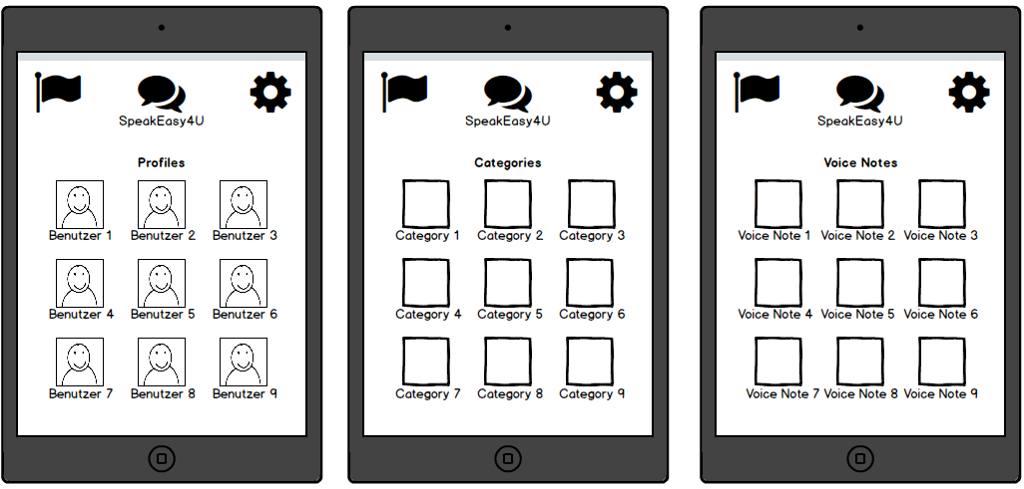 SpeakEasy4U
Profiles
Benutzer 1 Benutzer 2 Benutzer 3
Benutzer 4 Benutzer 5 Benutzer 6
Benutzer 7 Benutzer 8 Benutzer 9
SpeakEasy4U
Categories
Category 1 Category 2 Category 3
Category 4 Category 5 Category 6
Category 7 Category 8 Category 9
SpeakEasy4U
Voice Notes
Voice Note 1 Voice Note 2 Voice Note 3
Voice Note 4 Voice Note 5 Voice Note 6
Voice Note 7 Voice Note 8 Voice Note 9